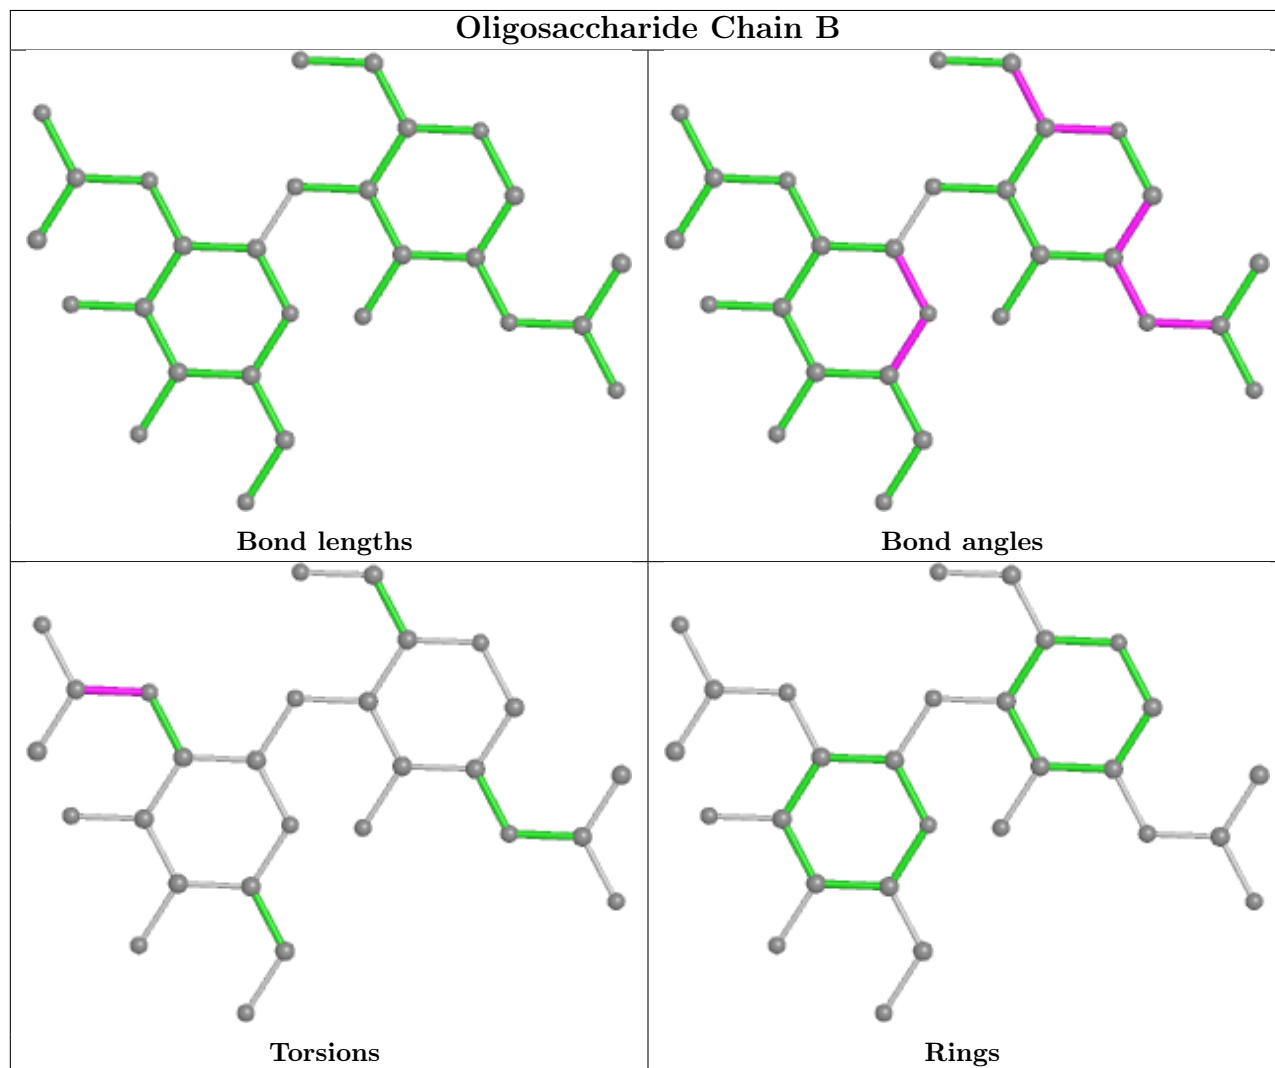 Oligosaccharide Chain B
Bond lengths
Bond angles
Torsions
Rings